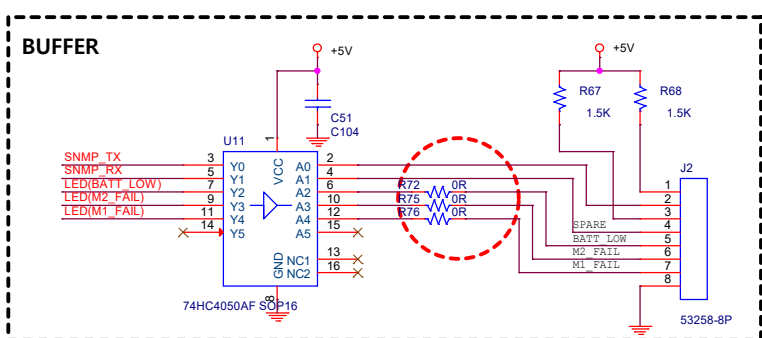 BUFFER
+5V
+5V
R67
1.5K
R68
1.5K
C51
C104
U11
J2
SNMP_TX 3 Y0 VCC 1 A0 2
SNMP_RX 5 Y1 A1 4
LED(BATT_LOW) 7 Y2 A2 6 R72 0R
LED(M2_FAIL) 9 Y3 A3 10 R75 0R
LED(M1_FAIL) 11 Y4 A4 12 R76 0R
14 Y5 A5 15
GND 8 NC1 13
NC2 16
74HC4050AF SOP16
1
2
3
SPARE 4
BATT_LOW 5
M2_FAIL 6
M1_FAIL 7
8
53258-8P